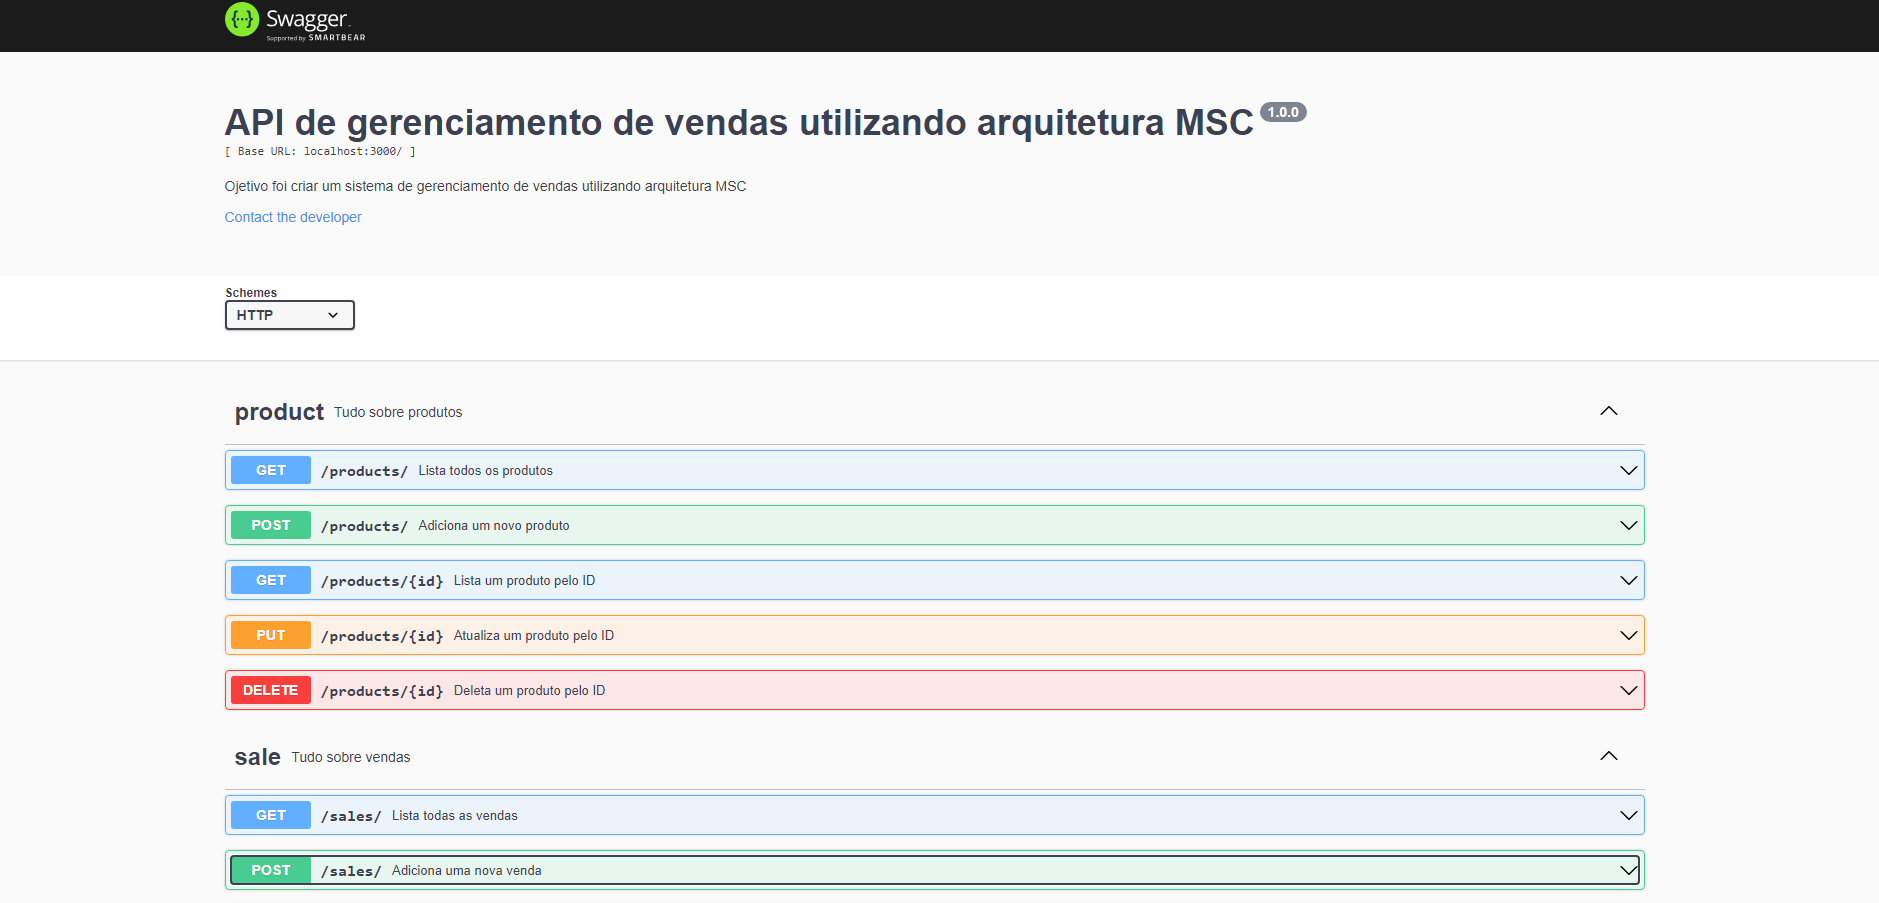 {···} Swagger.
Supported by SMARTBEAR
API de gerenciamento de vendas utilizando arquitetura MSC 1.0.0
[ Base URL: localhost:3000/ ]
Ojetivo foi criar um sistema de gerenciamento de vendas utilizando arquitetura MSC
Contact the developer
Schemes
HTTP
product Tudo sobre produtos
GET /products/ Lista todos os produtos
POST /products/ Adiciona um novo produto
GET /products/{id} Lista um produto pelo ID
PUT /products/{id} Atualiza um produto pelo ID
DELETE /products/{id} Deleta um produto pelo ID
sale Tudo sobre vendas
GET /sales/ Lista todas as vendas
POST /sales/ Adiciona uma nova venda